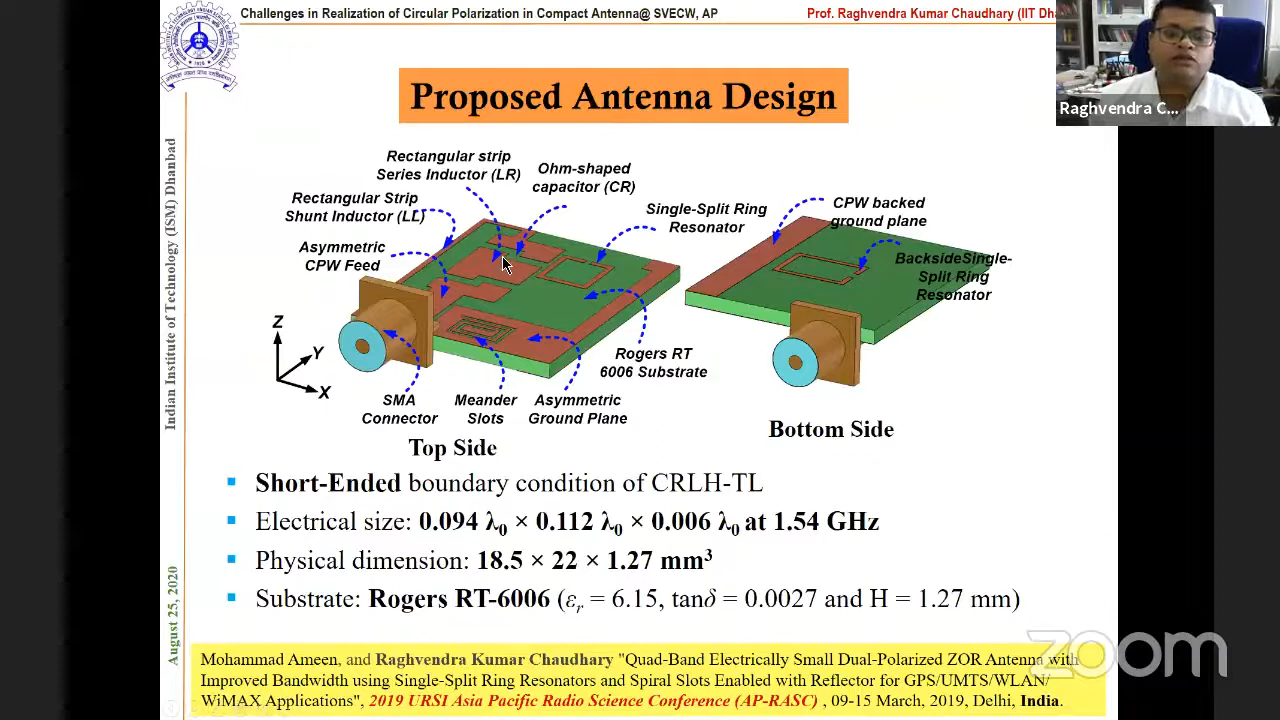 Challenges in Realization of Circular Polarization in Compact Antenna@ SVECW, AP
Prof. Raghvendra Kumar Chaudhary (IIT Dha
Raghvendra C...
Indian Institute of Technology (ISM) Dhanbad
August 25, 2020
Proposed Antenna Design
Rectangular strip
Series Inductor (LR)
Ohm-shaped
capacitor (CR)
Rectangular Strip
Shunt Inductor (LL)
Single-Split Ring
Resonator
Asymmetric
CPW Feed
CPW backed
ground plane
BacksideSingle-
Split Ring
Resonator
Z
Y
X
Rogers RT
6006 Substrate
SMA
Connector
Meander
Slots
Asymmetric
Ground Plane
Top Side
Bottom Side
▪ Short-Ended boundary condition of CRLH-TL
▪ Electrical size: 0.094 λ0 × 0.112 λ0 × 0.006 λ0 at 1.54 GHz
▪ Physical dimension: 18.5 × 22 × 1.27 mm³
▪ Substrate: Rogers RT-6006 (εr = 6.15, tanδ = 0.0027 and H = 1.27 mm)
Mohammad Ameen, and Raghvendra Kumar Chaudhary "Quad-Band Electrically Small Dual-Polarized ZOR Antenna with
Improved Bandwidth using Single-Split Ring Resonators and Spiral Slots Enabled with Reflector for GPS/UMTS/WLAN/
WiMAX Applications", 2019 URSI Asia Pacific Radio Science Conference (AP-RASC) , 09-15 March, 2019, Delhi, India.
zoom